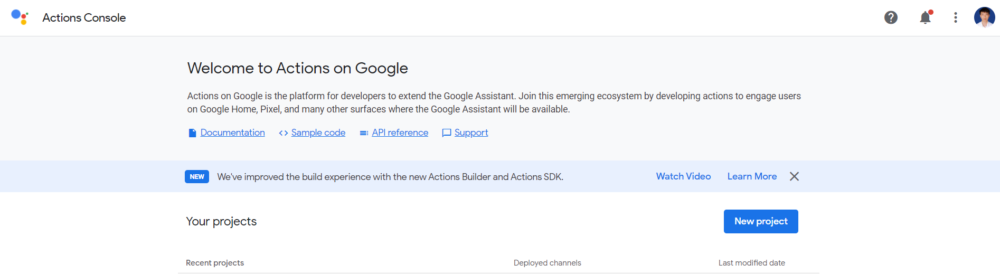 Actions Console
Welcome to Actions on Google
Actions on Google is the platform for developers to extend the Google Assistant. Join this emerging ecosystem by developing actions to engage users
on Google Home, Pixel, and many other surfaces where the Google Assistant will be available.
Documentation Sample code API reference Support
NEW We've improved the build experience with the new Actions Builder and Actions SDK. Watch Video Learn More
Your projects New project
Recent projects Deployed channels Last modified date